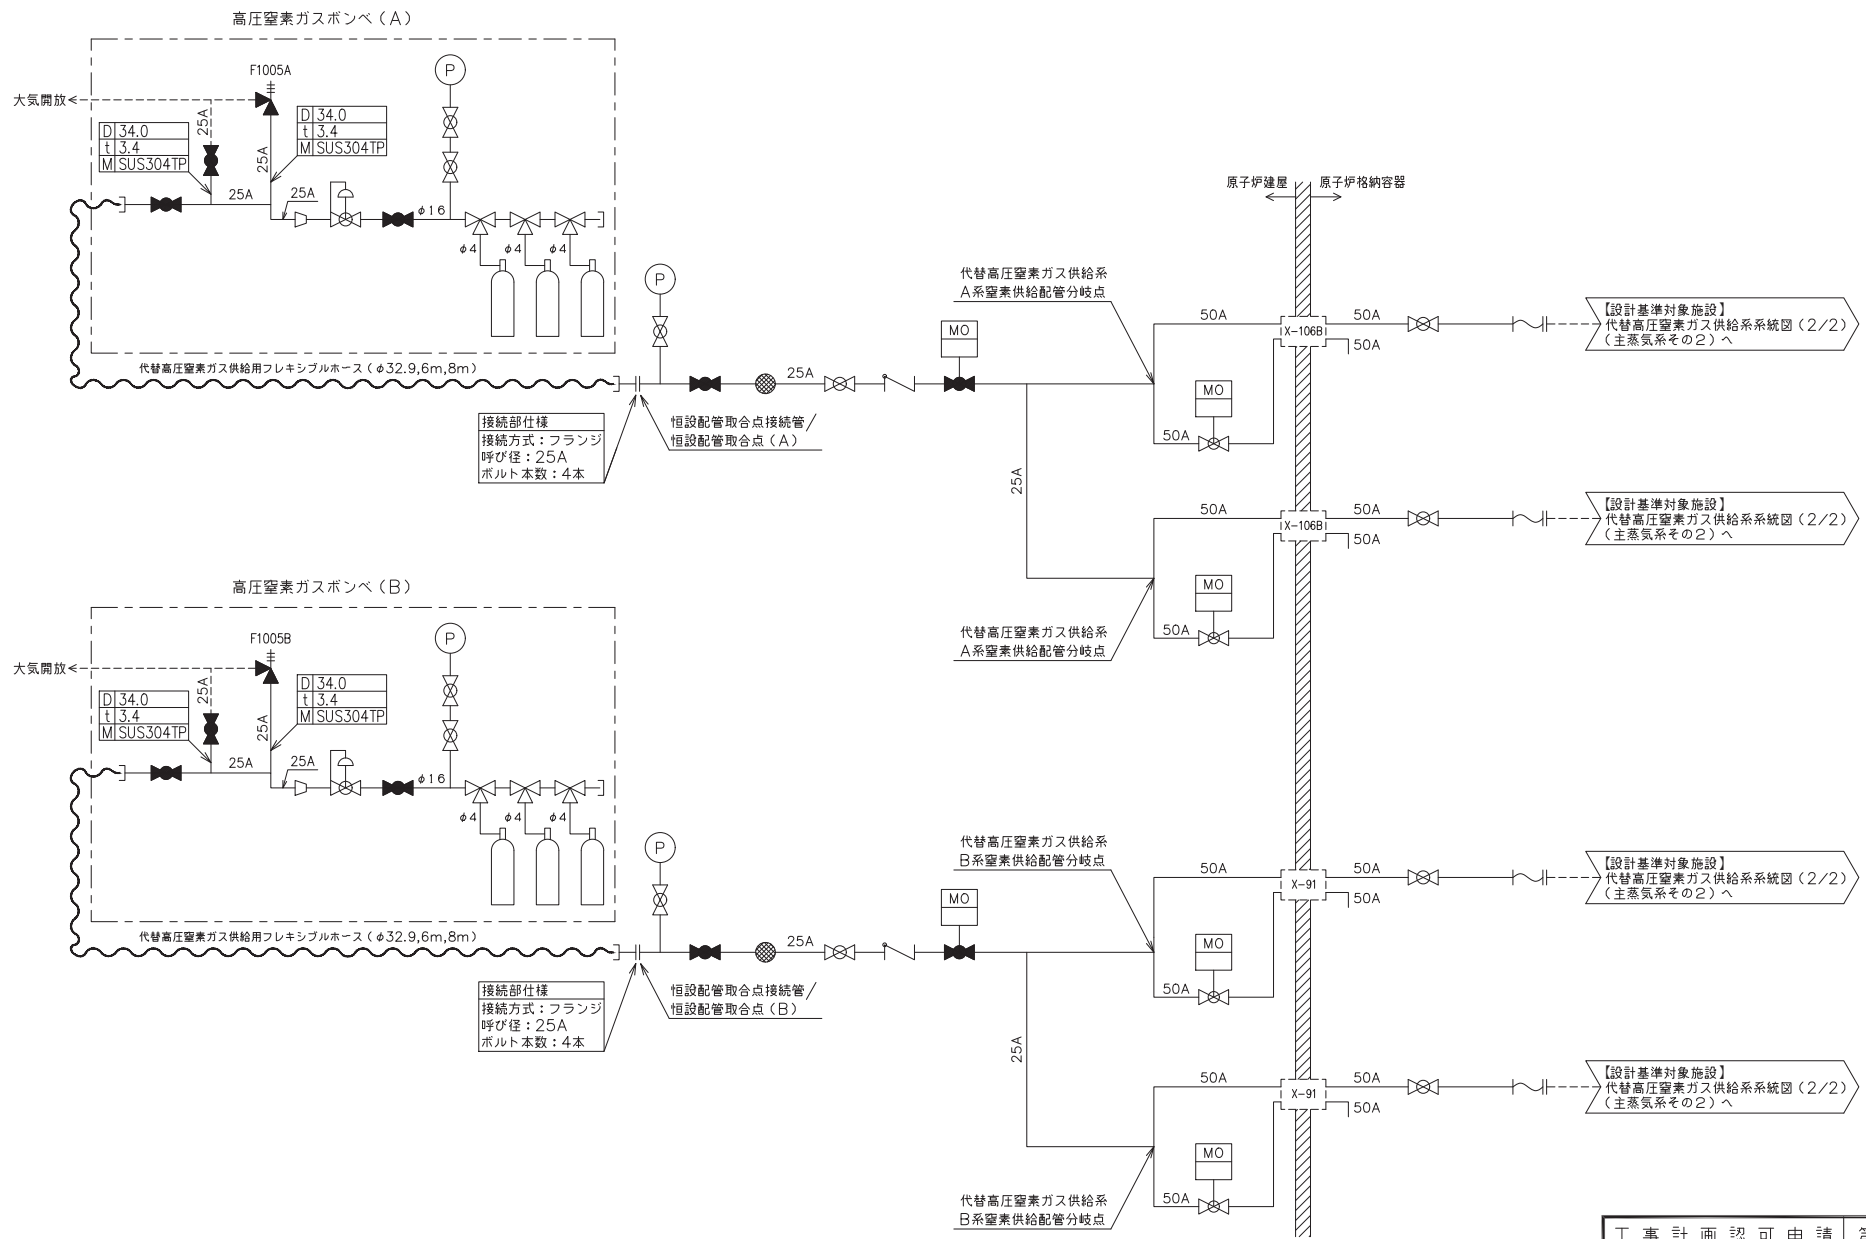 高圧窒素ガスボンベ（A）
F1005A
P
大気開放
25A
D 34.0
t 3.4
M SUS304TP
D 34.0
t 3.4
M SUS304TP
25A
25A
25A
φ16
φ4
φ4
φ4
代替高圧窒素ガス供給用フレキシブルホース（φ32.9,6m,8m）
P
25A
接続部仕様
接続方式：フランジ
呼び径：25A
ボルト本数：4本
恒設配管取合点接続管／
恒設配管取合点（A）
MO
代替高圧窒素ガス供給系
A系窒素供給配管分岐点
原子炉建屋
原子炉格納容器
50A
X-106B
50A
50A
MO
50A
【設計基準対象施設】
代替高圧窒素ガス供給系系統図（2/2）
（主蒸気系その2）へ
25A
50A
X-106B
50A
50A
MO
50A
【設計基準対象施設】
代替高圧窒素ガス供給系系統図（2/2）
（主蒸気系その2）へ
代替高圧窒素ガス供給系
A系窒素供給配管分岐点
高圧窒素ガスボンベ（B）
F1005B
P
大気開放
25A
D 34.0
t 3.4
M SUS304TP
D 34.0
t 3.4
M SUS304TP
25A
25A
25A
φ16
φ4
φ4
φ4
代替高圧窒素ガス供給用フレキシブルホース（φ32.9,6m,8m）
P
25A
接続部仕様
接続方式：フランジ
呼び径：25A
ボルト本数：4本
恒設配管取合点接続管／
恒設配管取合点（B）
MO
代替高圧窒素ガス供給系
B系窒素供給配管分岐点
50A
X-91
50A
50A
MO
50A
【設計基準対象施設】
代替高圧窒素ガス供給系系統図（2/2）
（主蒸気系その2）へ
25A
50A
X-91
50A
50A
MO
50A
【設計基準対象施設】
代替高圧窒素ガス供給系系統図（2/2）
（主蒸気系その2）へ
代替高圧窒素ガス供給系
B系窒素供給配管分岐点
工事計画認可申請